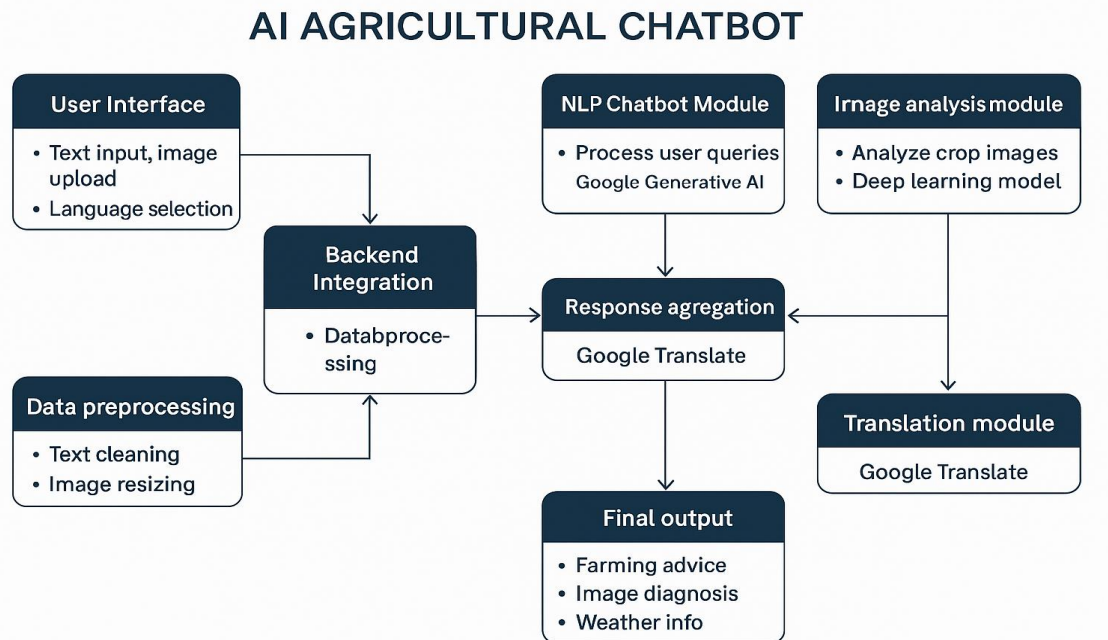 AI AGRICULTURAL CHATBOT
User Interface
• Text input, image
upload
• Language selection
NLP Chatbot Module
• Process user queries
Google Generative AI
Irnage analysis module
• Analyze crop images
• Deep learning model
Backend
Integration
• Databproce-
ssing
Response agregation
Google Translate
Data preprocessing
• Text cleaning
• Image resizing
Translation module
Google Translate
Final output
• Farming advice
• Image diagnosis
• Weather info